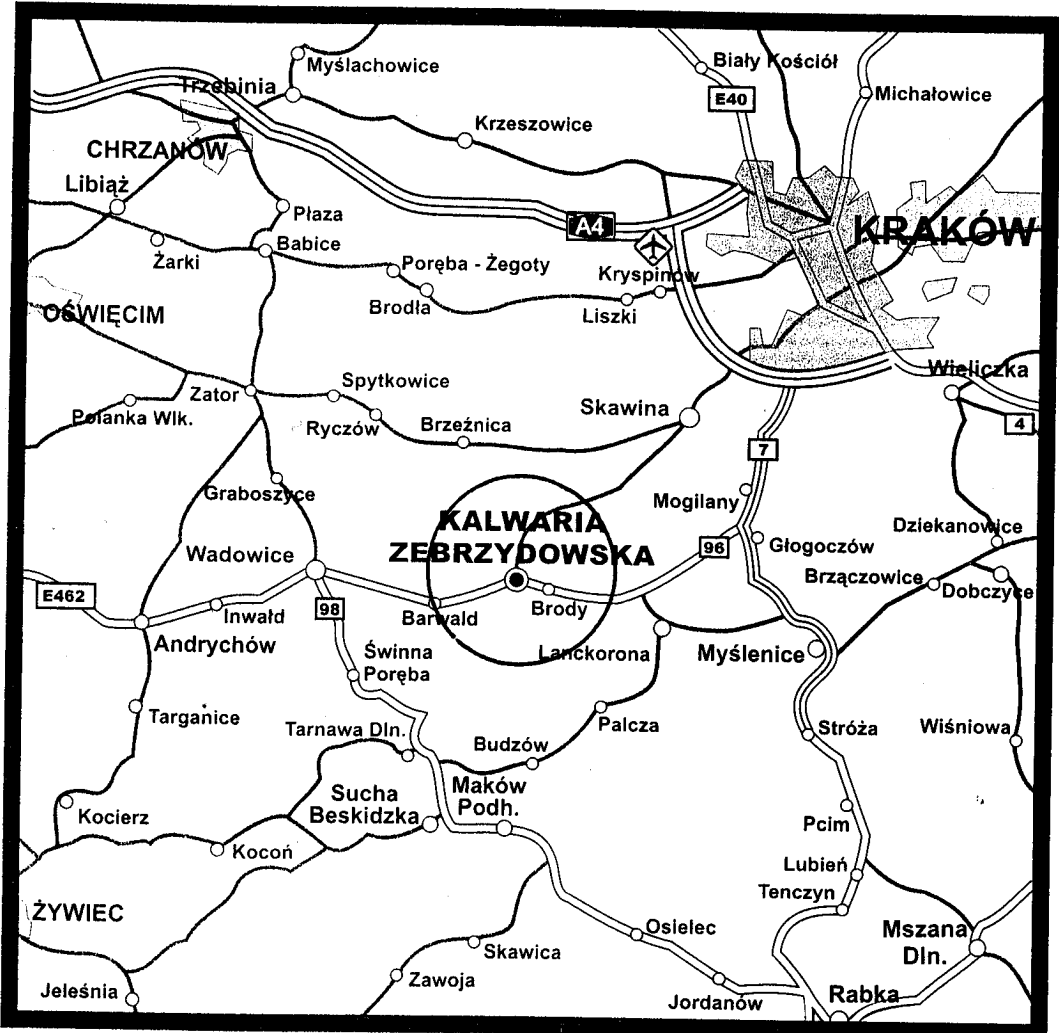 Myślachowice
Trzebinia
Biały Kościół
E40
Michałowice
Krzeszowice
CHRZANÓW
Libiąż
Płaza
A4
KRAKÓW
Żarki
Babice
Poręba - Żegoty
Kryspinów
Brodła
Liszki
OŚWIĘCIM
Wieliczka
Zator
Spytkowice
Polanka Wlk.
Ryczów
Brzeźnica
Skawina
4
7
Graboszyce
Mogilany
KALWARIA
ZEBRZYDOWSKA
Dziekanowice
Wadowice
96
Głogoczów
E462
98
Brzączowice
Dobczyce
Inwałd
Barwałd
Brody
Andrychów
Świnna
Poręba
Lanckorona
Myślenice
Targanice
Tarnawa Dln.
Budzów
Palcza
Stróża
Wiśniowa
Kocierz
Sucha
Beskidzka
Maków
Podh.
Pcim
Kocoń
Lubień
Tenczyn
ŻYWIEC
Osielec
Mszana
Dln.
Skawica
Zawoja
Jeleśnia
Jordanów
Rabka